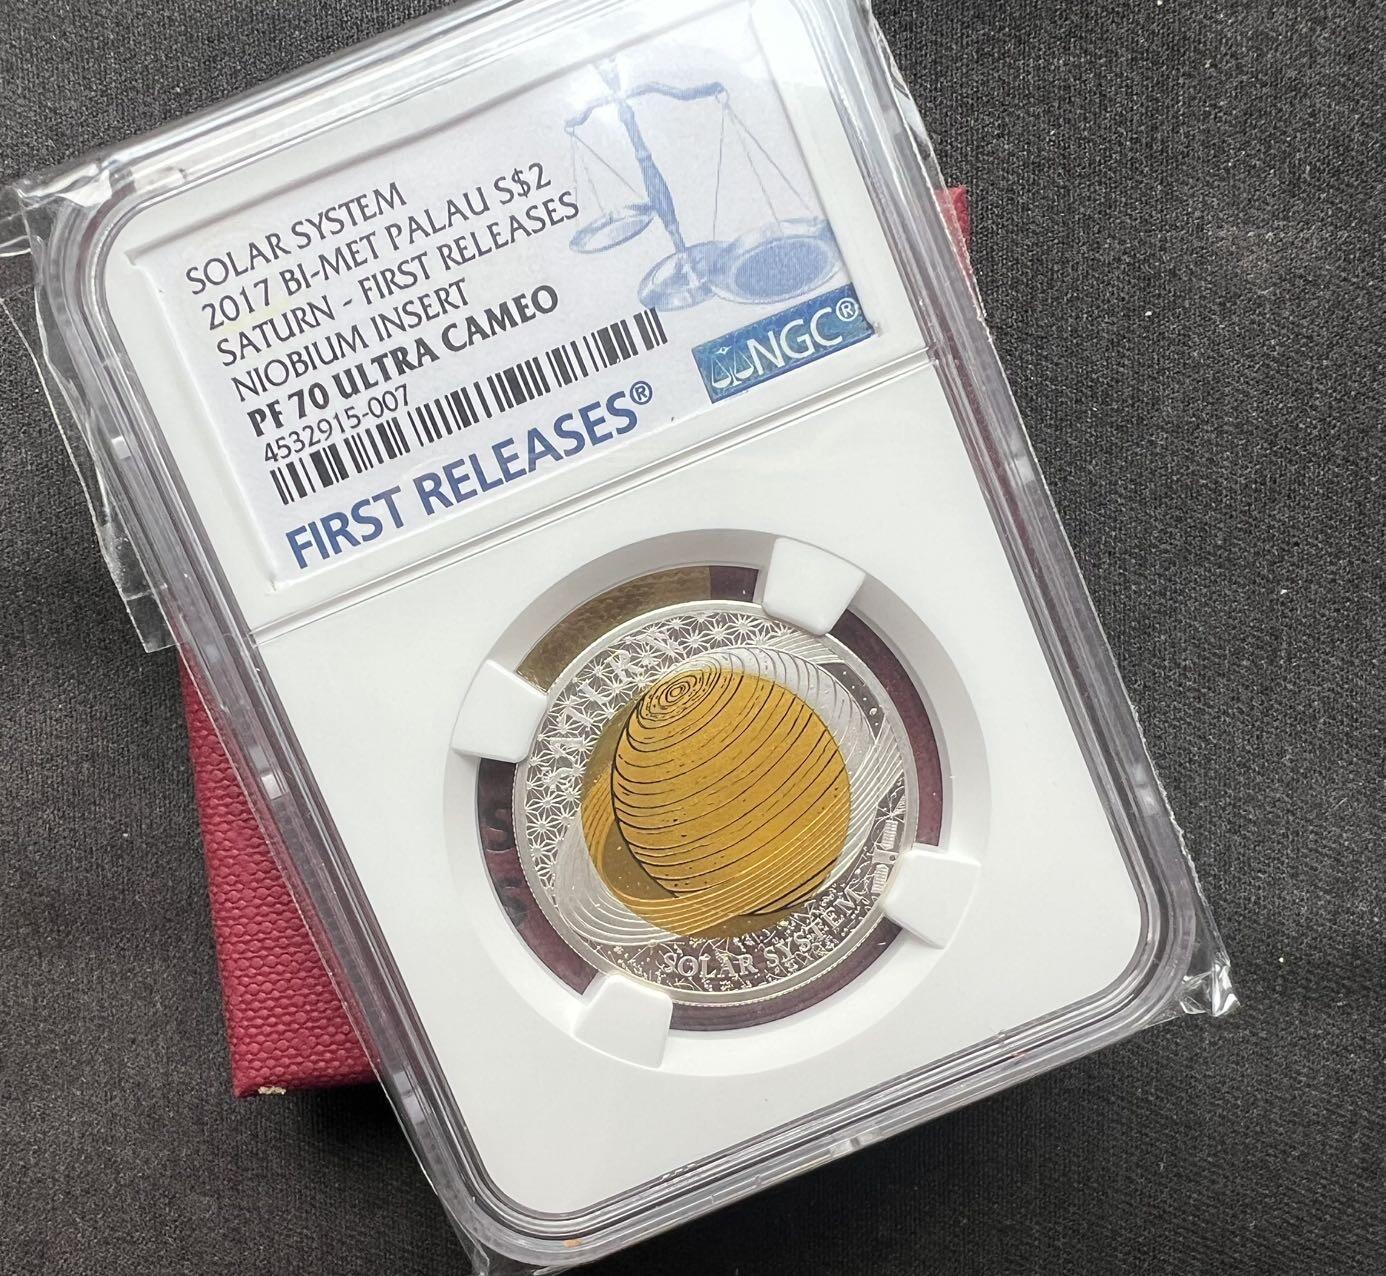 SOLAR SYSTEM
2017 BI-MET PALAU S$2
SATURN - FIRST RELEASES
NIOBIUM INSERT
PF 70 ULTRA CAMEO
4532915-007
FIRST RELEASES®
NGC®
SATURN
SOLAR SYSTEM